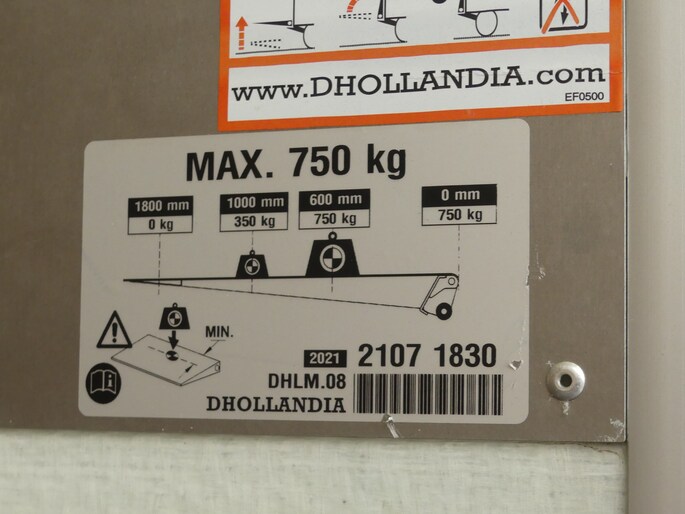 www.DHOLLANDIA.com
EF0500
MAX. 750 kg
1800 mm
0 kg
1000 mm
350 kg
600 mm
750 kg
0 mm
750 kg
MIN.
2021 2107 1830
DHLM.08
DHOLLANDIA